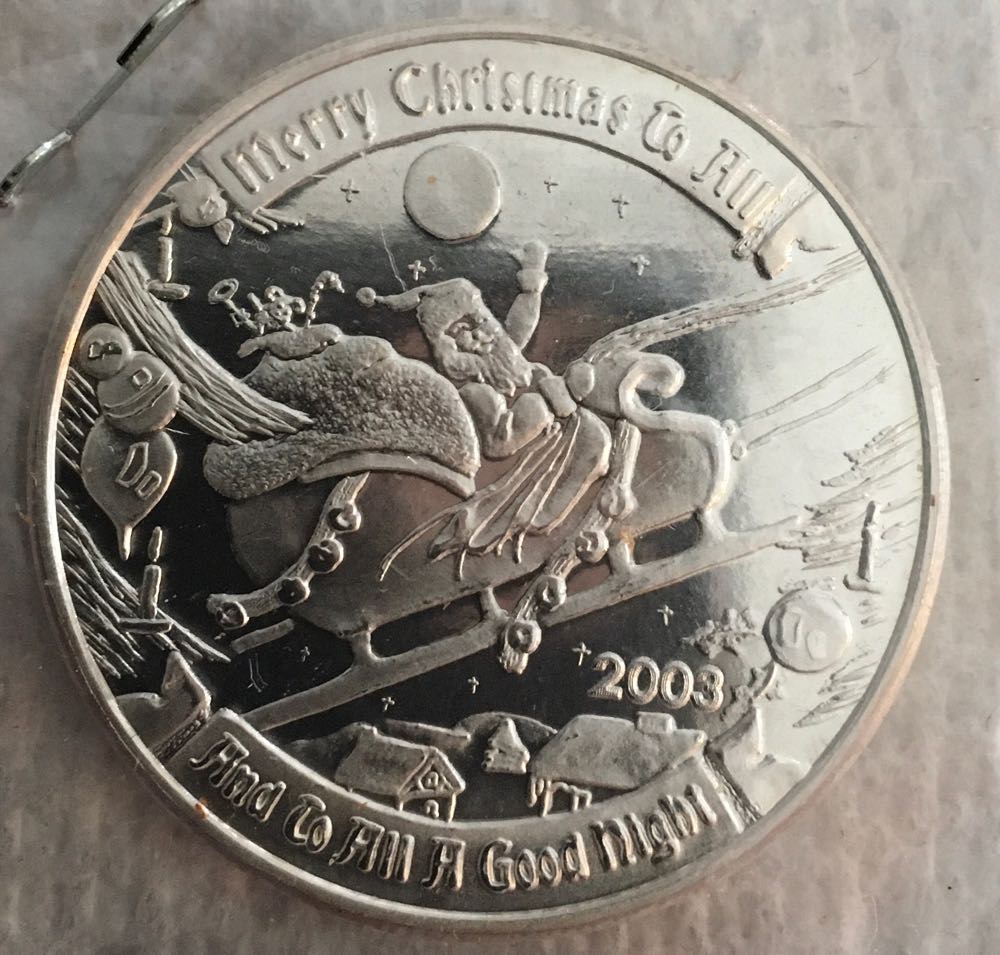 Merry Christmas To All
2003
And To All A Good Night